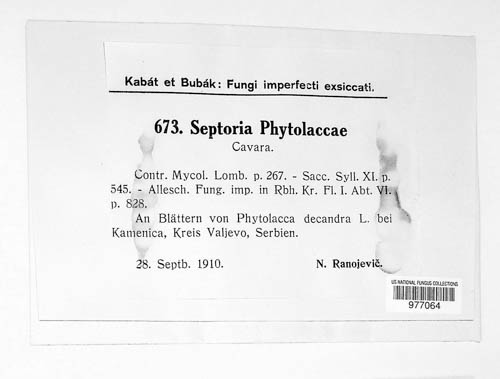 Kabát et Bubák: Fungi imperfecti exsiccati.
673. Septoria Phytolaccae
Cavara.
Contr. Mycol. Lomb. p. 267. - Sacc. Syll. XI. p.
545. - Allesch. Fung. imp. in Rbh. Kr. Fl. I. Abt. VI.
p. 828.
An Blättern von Phytolacca decandra L. bei
Kamenica, Kreis Valjevo, Serbien.
28. Septb. 1910. N. Ranojevič.
US NATIONAL FUNGUS COLLECTIONS
977064